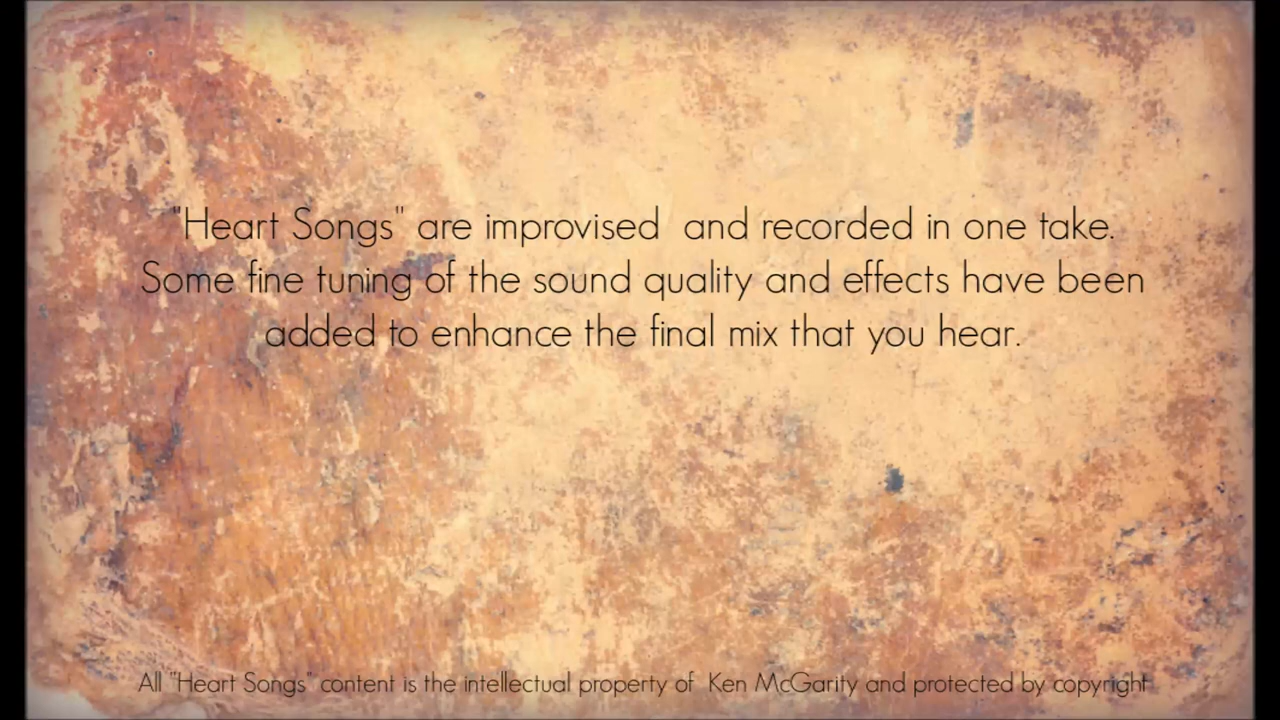 "Heart Songs" are improvised  and recorded in one take.
Some fine tuning of the sound quality and effects have been
added to enhance the final mix that you hear.
All "Heart Songs" content is the intellectual property of  Ken McGarity and protected by copyright